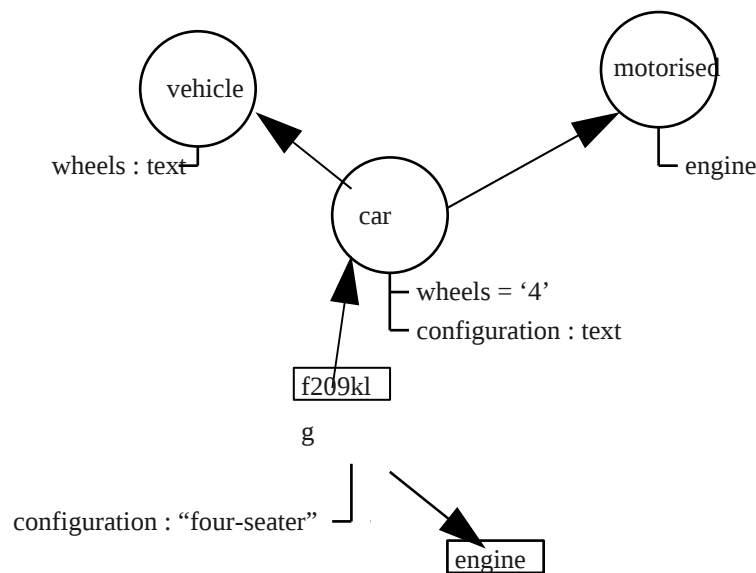 vehicle
motorised
wheels : text
engine
car
wheels = ‘4’
configuration : text
f209kl
g
configuration : “four-seater”
engine